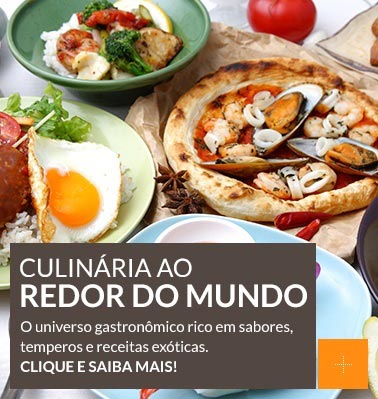 CULINÁRIA AO
REDOR DO MUNDO
O universo gastronômico rico em sabores,
temperos e receitas exóticas.
CLIQUE E SAIBA MAIS!